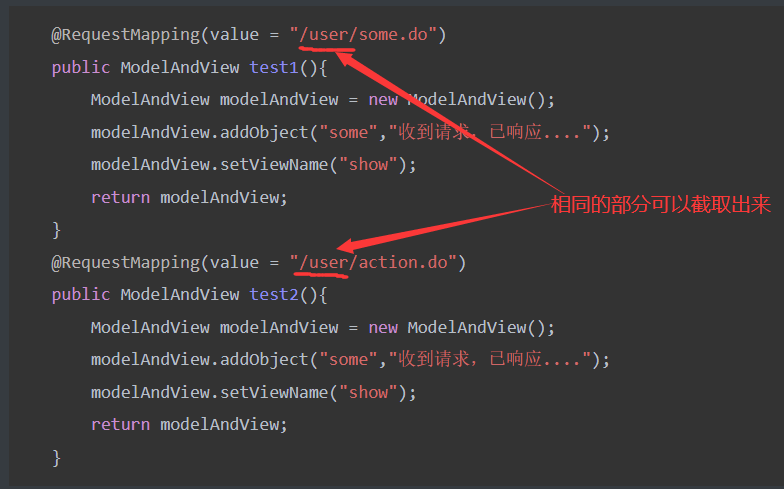 @RequestMapping(value = "/user/some.do")
public ModelAndView test1(){
ModelAndView modelAndView = new ModelAndView();
modelAndView.addObject("some","收到请求，已响应....");
modelAndView.setViewName("show");
return modelAndView;
相同的部分可以截取出来
}
@RequestMapping(value = "/user/action.do")
public ModelAndView test2(){
ModelAndView modelAndView = new ModelAndView();
modelAndView.addObject("some","收到请求，已响应....");
modelAndView.setViewName("show");
return modelAndView;
}